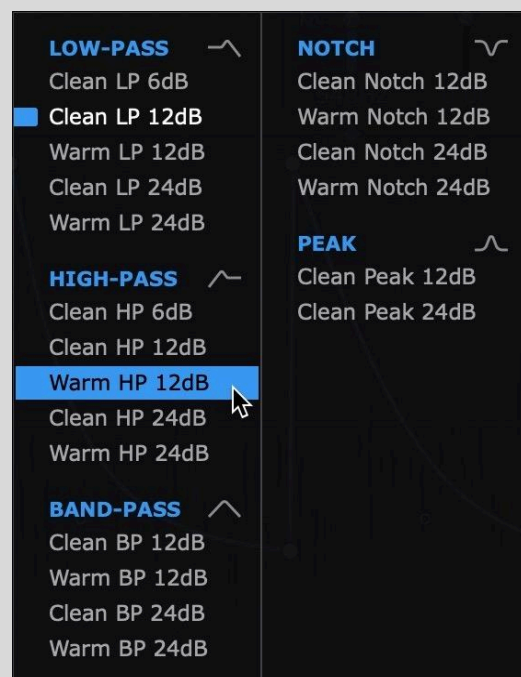 LOW-PASS
Clean LP 6dB
Clean LP 12dB
Warm LP 12dB
Clean LP 24dB
Warm LP 24dB
HIGH-PASS
Clean HP 6dB
Clean HP 12dB
Warm HP 12dB
Clean HP 24dB
Warm HP 24dB
BAND-PASS
Clean BP 12dB
Warm BP 12dB
Clean BP 24dB
Warm BP 24dB
NOTCH
Clean Notch 12dB
Warm Notch 12dB
Clean Notch 24dB
Warm Notch 24dB
PEAK
Clean Peak 12dB
Clean Peak 24dB